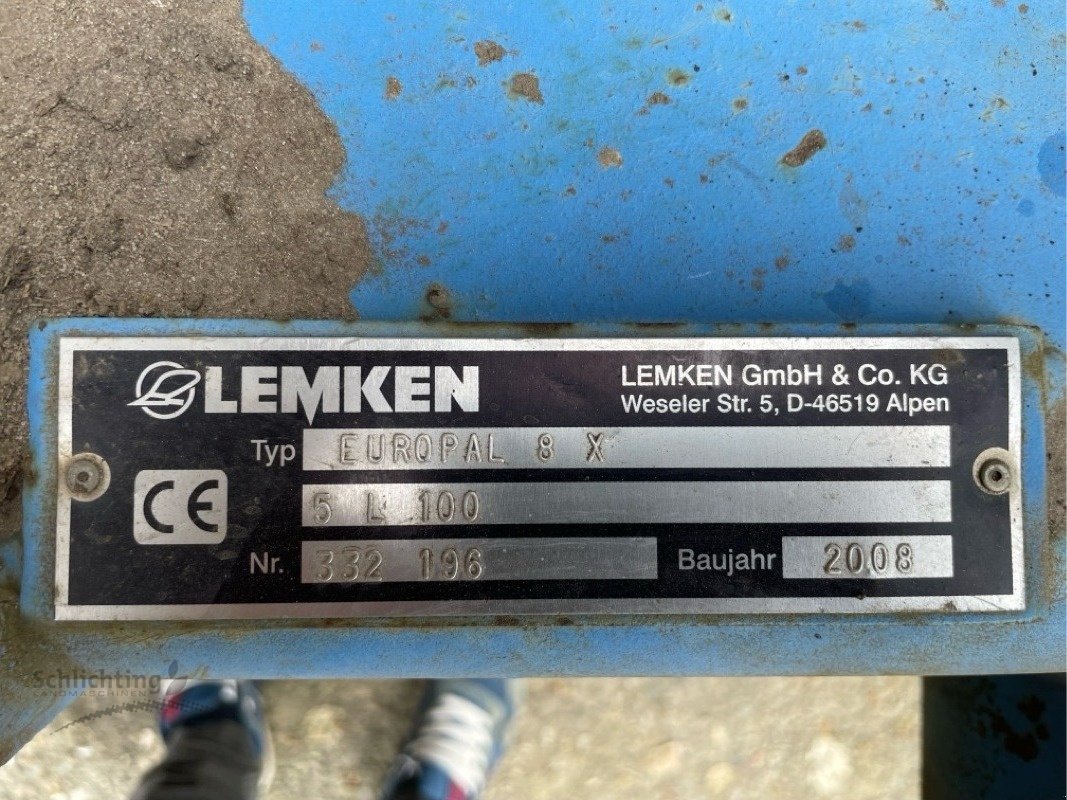 LEMKEN
LEMKEN GmbH & Co. KG
Weseler Str. 5, D-46519 Alpen
Typ EUROPAL 8 X
5 L 100
CE
Nr. 332 196 Baujahr 2008
Schlichting
LANDMASCHINEN